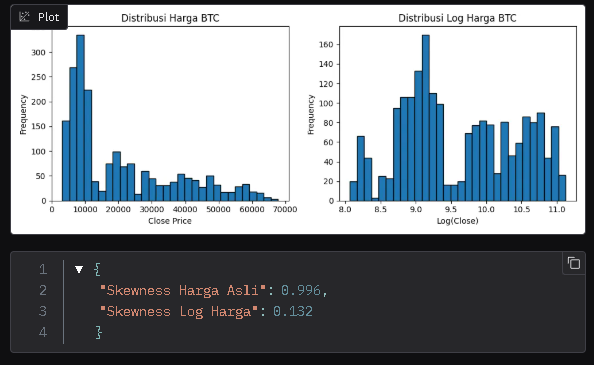 Plot
Distribusi Harga BTC
Frequency
300
250
200
150
100
50
0
0 10000 20000 30000 40000 50000 60000 70000
Close Price
Distribusi Log Harga BTC
Frequency
160
140
120
100
80
60
40
20
0
8.0 8.5 9.0 9.5 10.0 10.5 11.0
Log(Close)
1 {
2 "Skewness Harga Asli": 0.996,
3 "Skewness Log Harga": 0.132
4 }